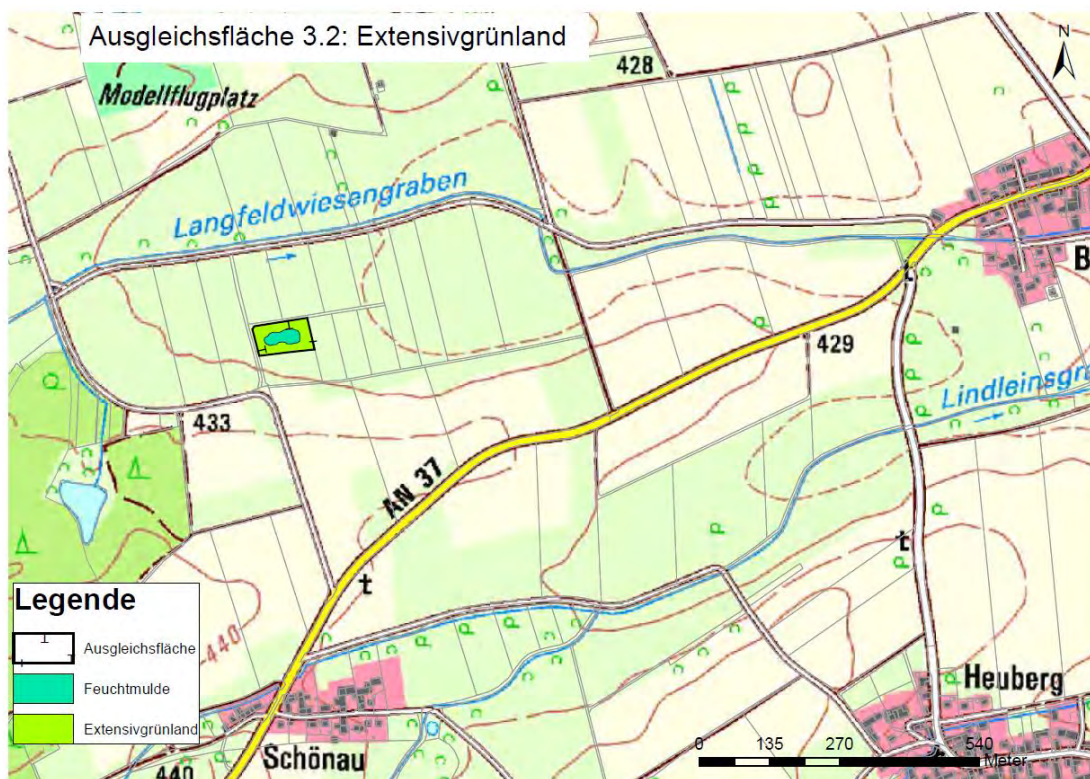 Ausgleichsfläche 3.2: Extensivgrünland
N
428
Modellflugplatz
Langfeldwiesengraben
B
429
Lindleinsgra
433
AN 37
Legende
Ausgleichsfläche
Feuchtmulde
Extensivgrünland
440
Heuberg
Schönau
440
0 135 270 540
Meter